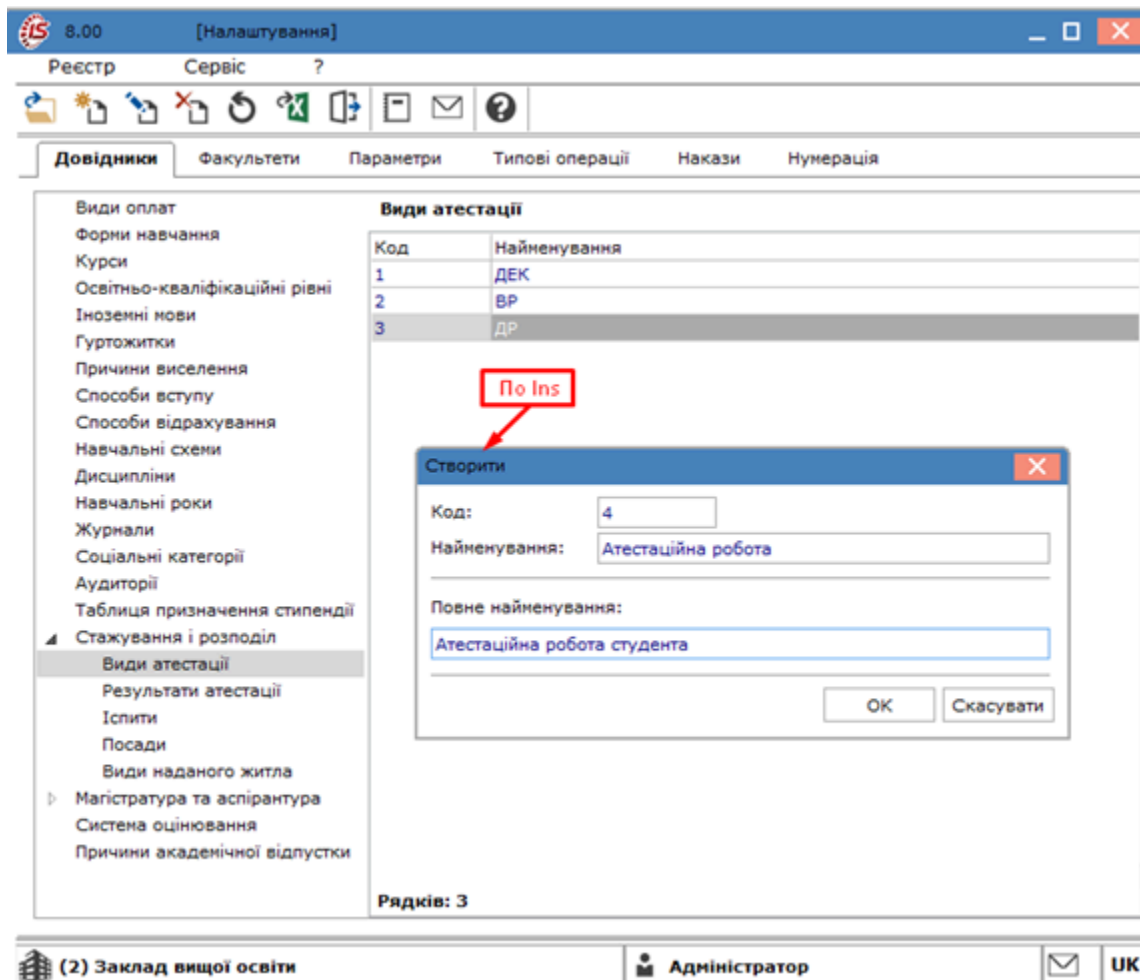 8.00 [Налаштування]
Реєстр Сервіс ?
Довідники Факультети Параметри Типові операції Накази Нумерація
Види оплат
Форми навчання
Курси
Освітньо-кваліфікаційні рівні
Іноземні мови
Гуртожитки
Причини виселення
Способи вступу
Способи відрахування
Навчальні схеми
Дисципліни
Навчальні роки
Журнали
Соціальні категорії
Аудиторії
Таблиця призначення стипендії
Стажування і розподіл
Види атестації
Результати атестації
Іспити
Посади
Види наданого житла
Магістратура та аспірантура
Система оцінювання
Причини академічної відпустки
Види атестації
Код Найменування
1 ДЕК
2 ВР
3 ДР
По Ins
Створити
Код: 4
Найменування: Атестаційна робота
Повне найменування:
Атестаційна робота студента
OK Скасувати
Рядків: 3
(2) Заклад вищої освіти Адміністратор UK